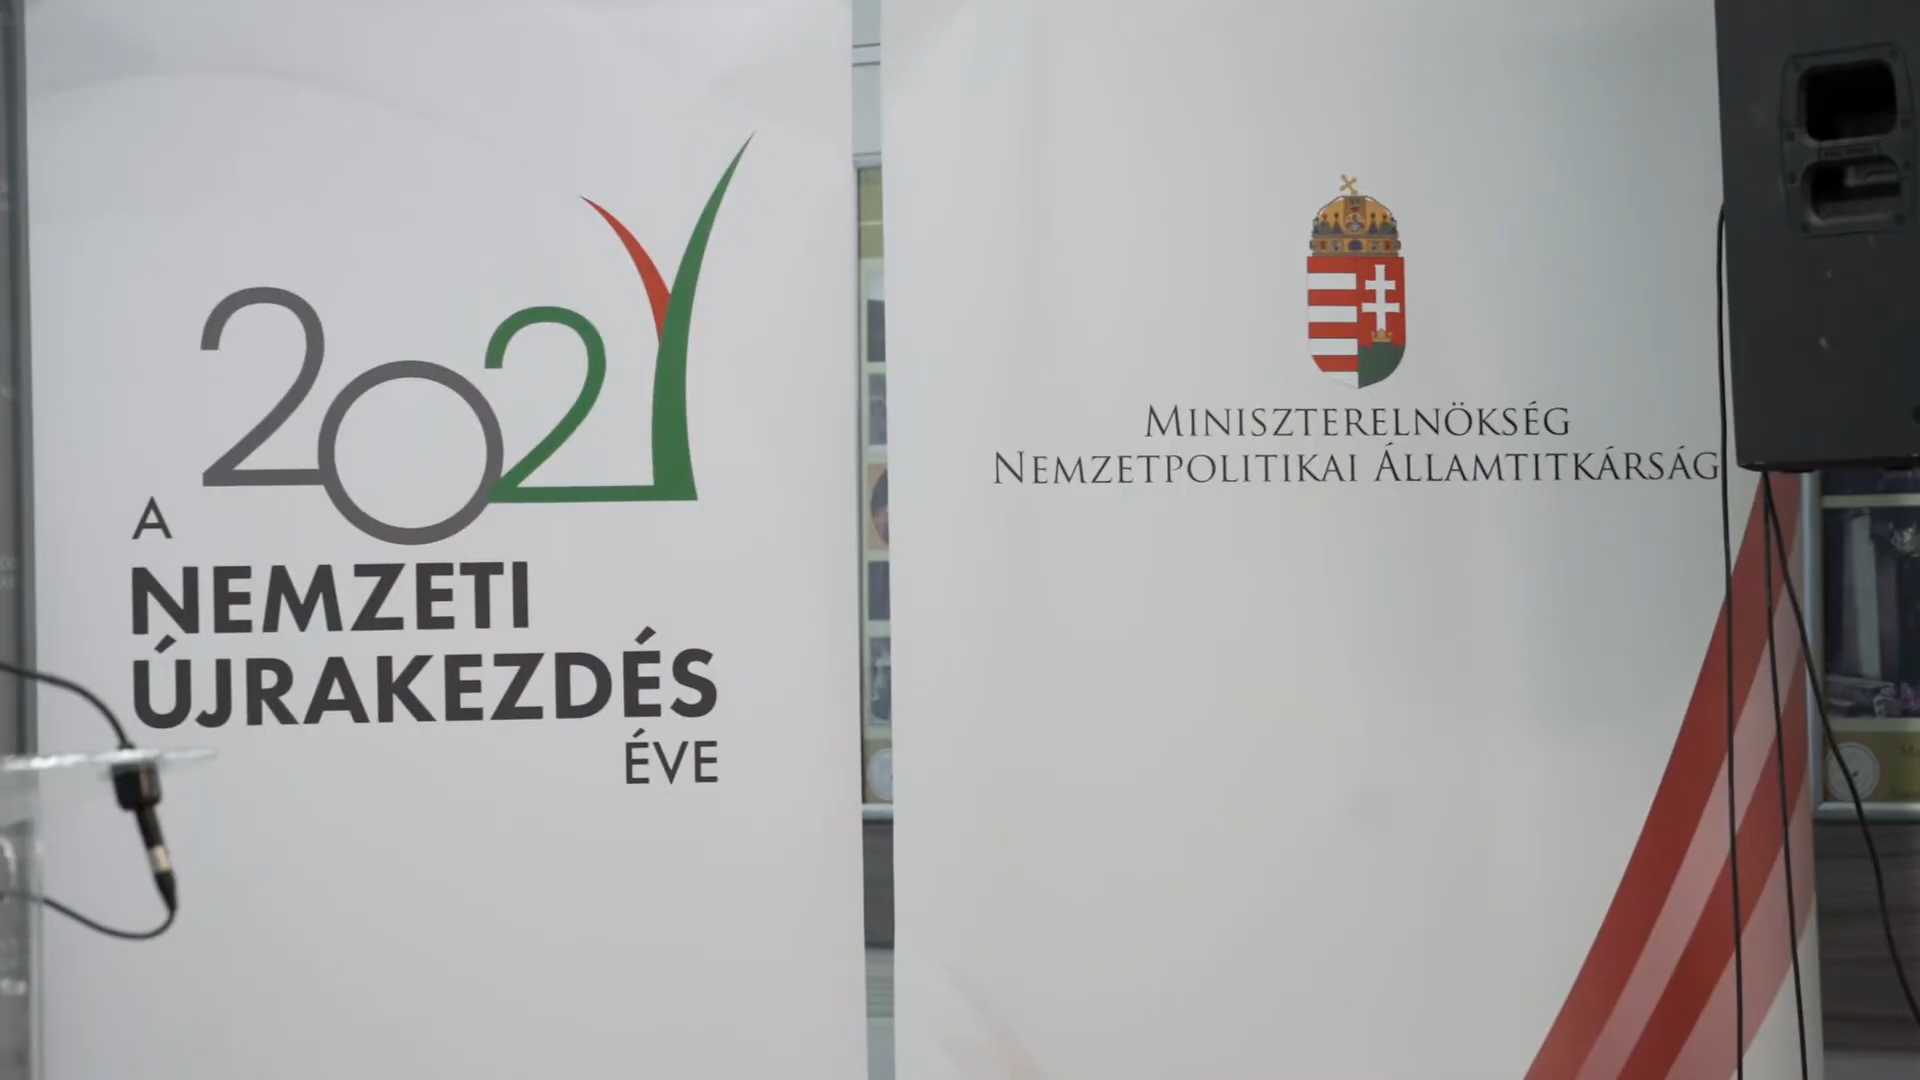 2021
A
NEMZETI
ÚJRAKEZDÉS
ÉVE
MINISZTERELNÖKSÉG
NEMZETPOLITIKAI ÁLLAMTITKÁRSÁG